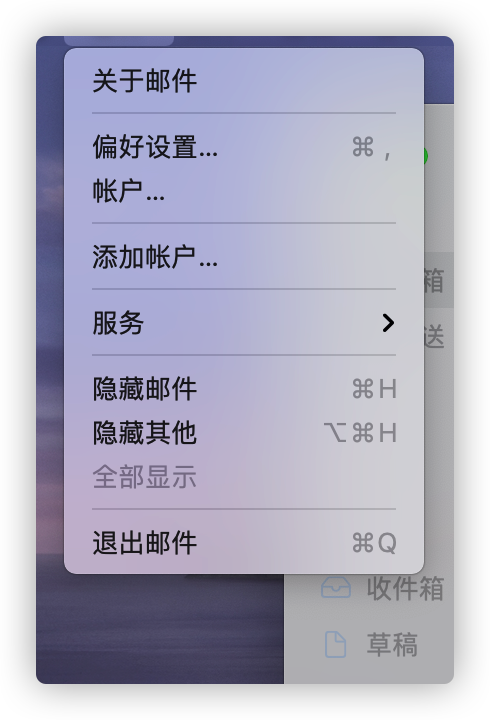 关于邮件
偏好设置... ⌘ ,
帐户...
添加帐户...
箱
服务
送
隐藏邮件 ⌘H
隐藏其他 ⌥⌘H
全部显示
退出邮件 ⌘Q
收件箱
草稿